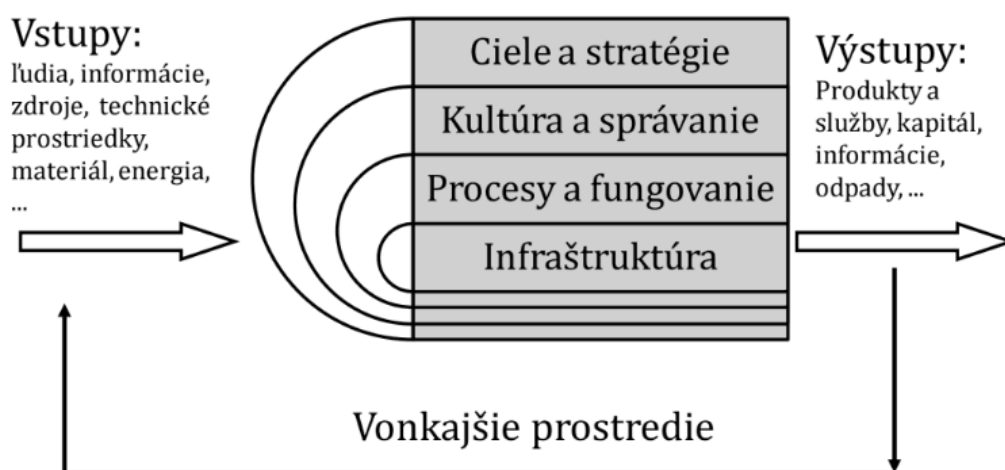 Vstupy:
ľudia, informácie,
zdroje, technické
prostriedky,
materiál, energia,
...
Ciele a stratégie
Kultúra a správanie
Procesy a fungovanie
Infraštruktúra
Výstupy:
Produkty a
služby, kapitál,
informácie,
odpady, ...
Vonkajšie prostredie